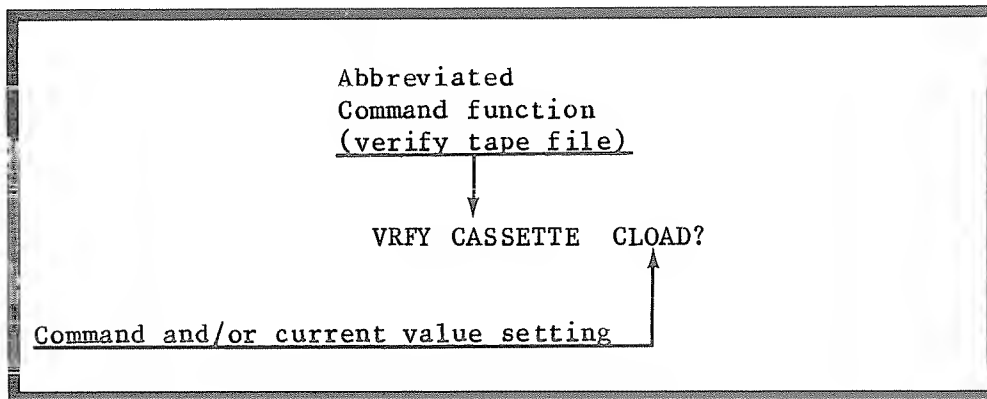 Abbreviated
Command function
(verify tape file)
VRFY CASSETTE CLOAD?
Command and/or current value setting